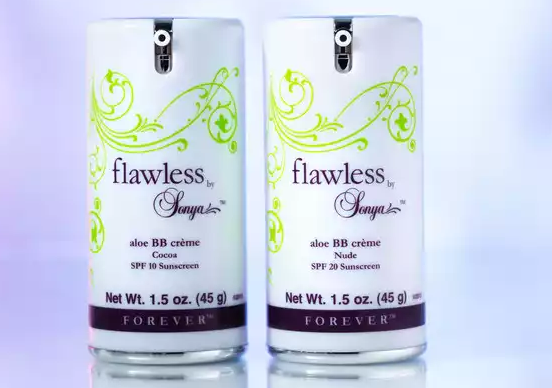 flawless
by
Sonya™
aloe BB crème
Cocoa
SPF 10 Sunscreen
Net Wt. 1.5 oz. (45 g)
FOREVER™
flawless
by
Sonya™
aloe BB crème
Nude
SPF 20 Sunscreen
Net Wt. 1.5 oz. (45 g)
FOREVER™